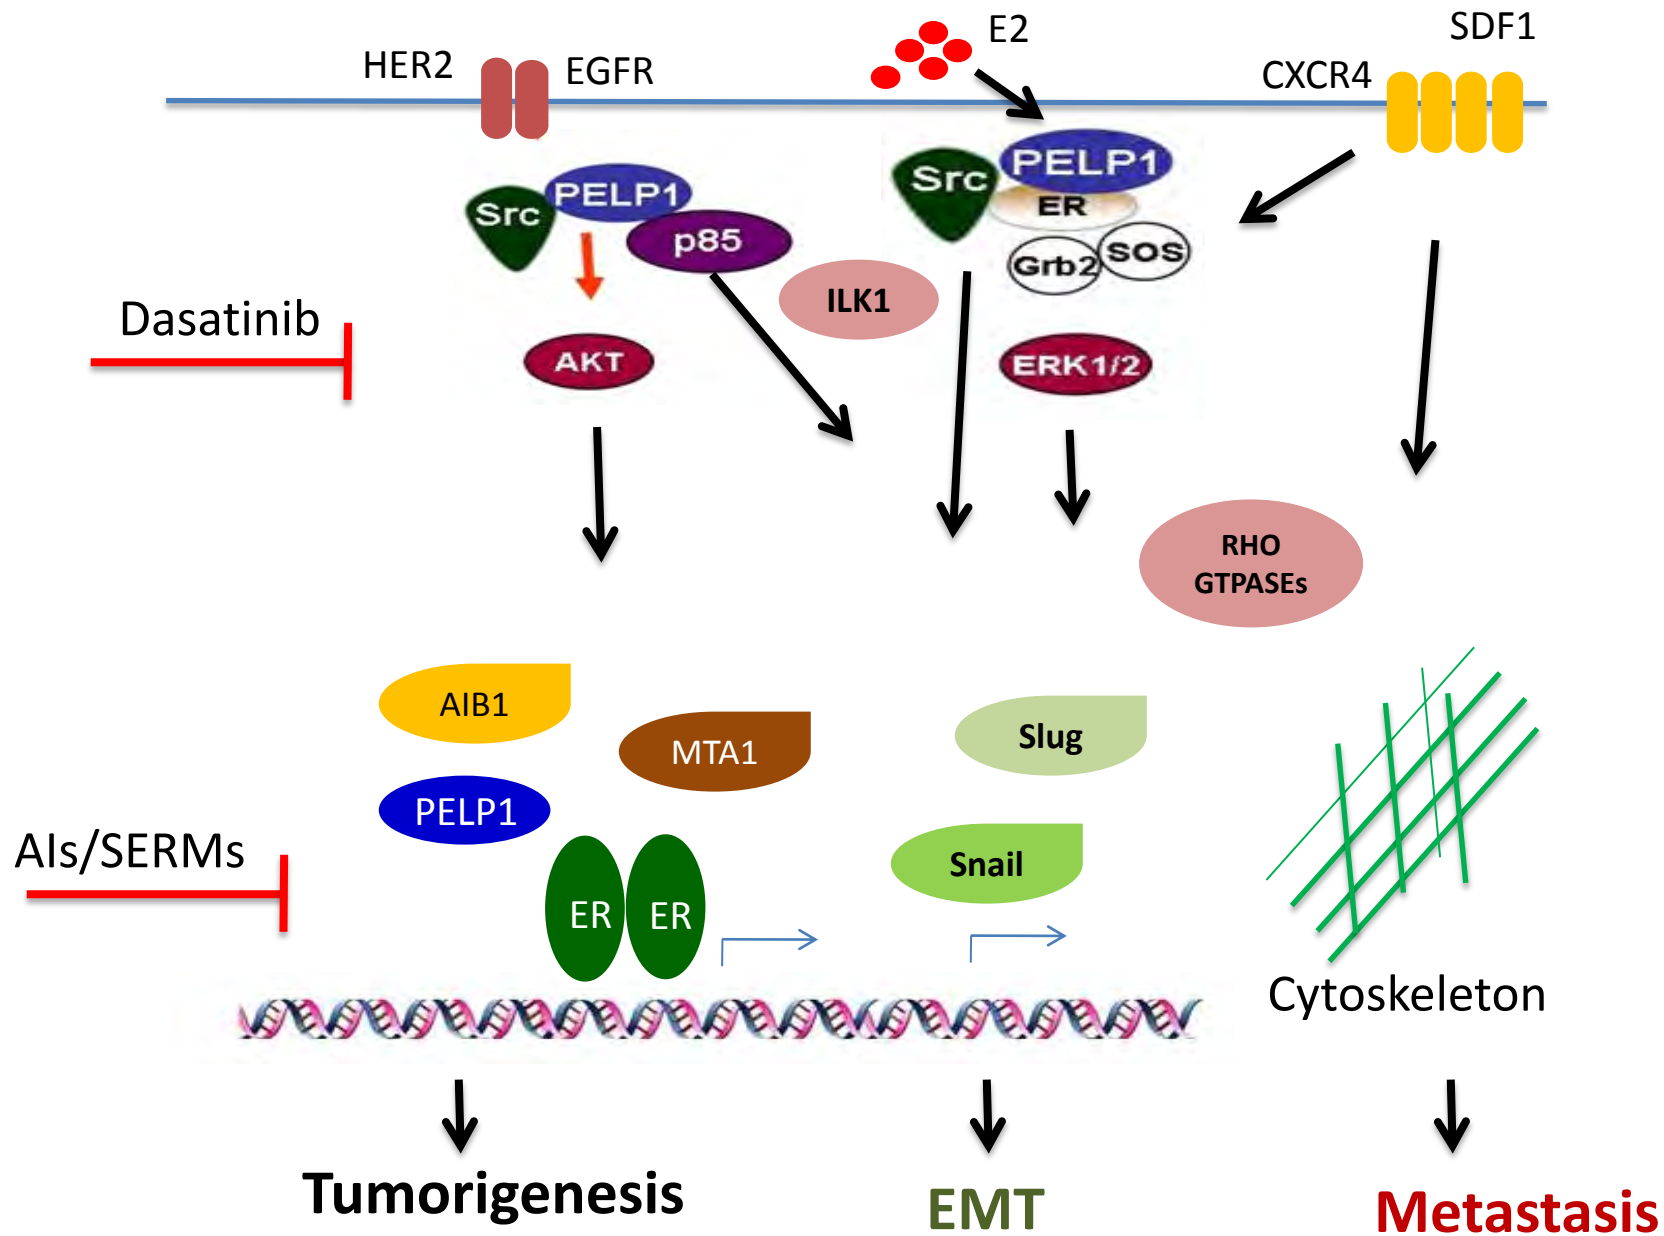 SDF1
E2
HER2
EGFR
CXCR4
PELP1
Src
ER
Grb2
SOS
PELP1
Src
p85
ILK1
Dasatinib
AKT
ERK1/2
RHO
GTPASEs
AIB1
MTA1
Slug
PELP1
AIs/SERMs
Snail
ER
ER
Cytoskeleton
Tumorigenesis
EMT
Metastasis